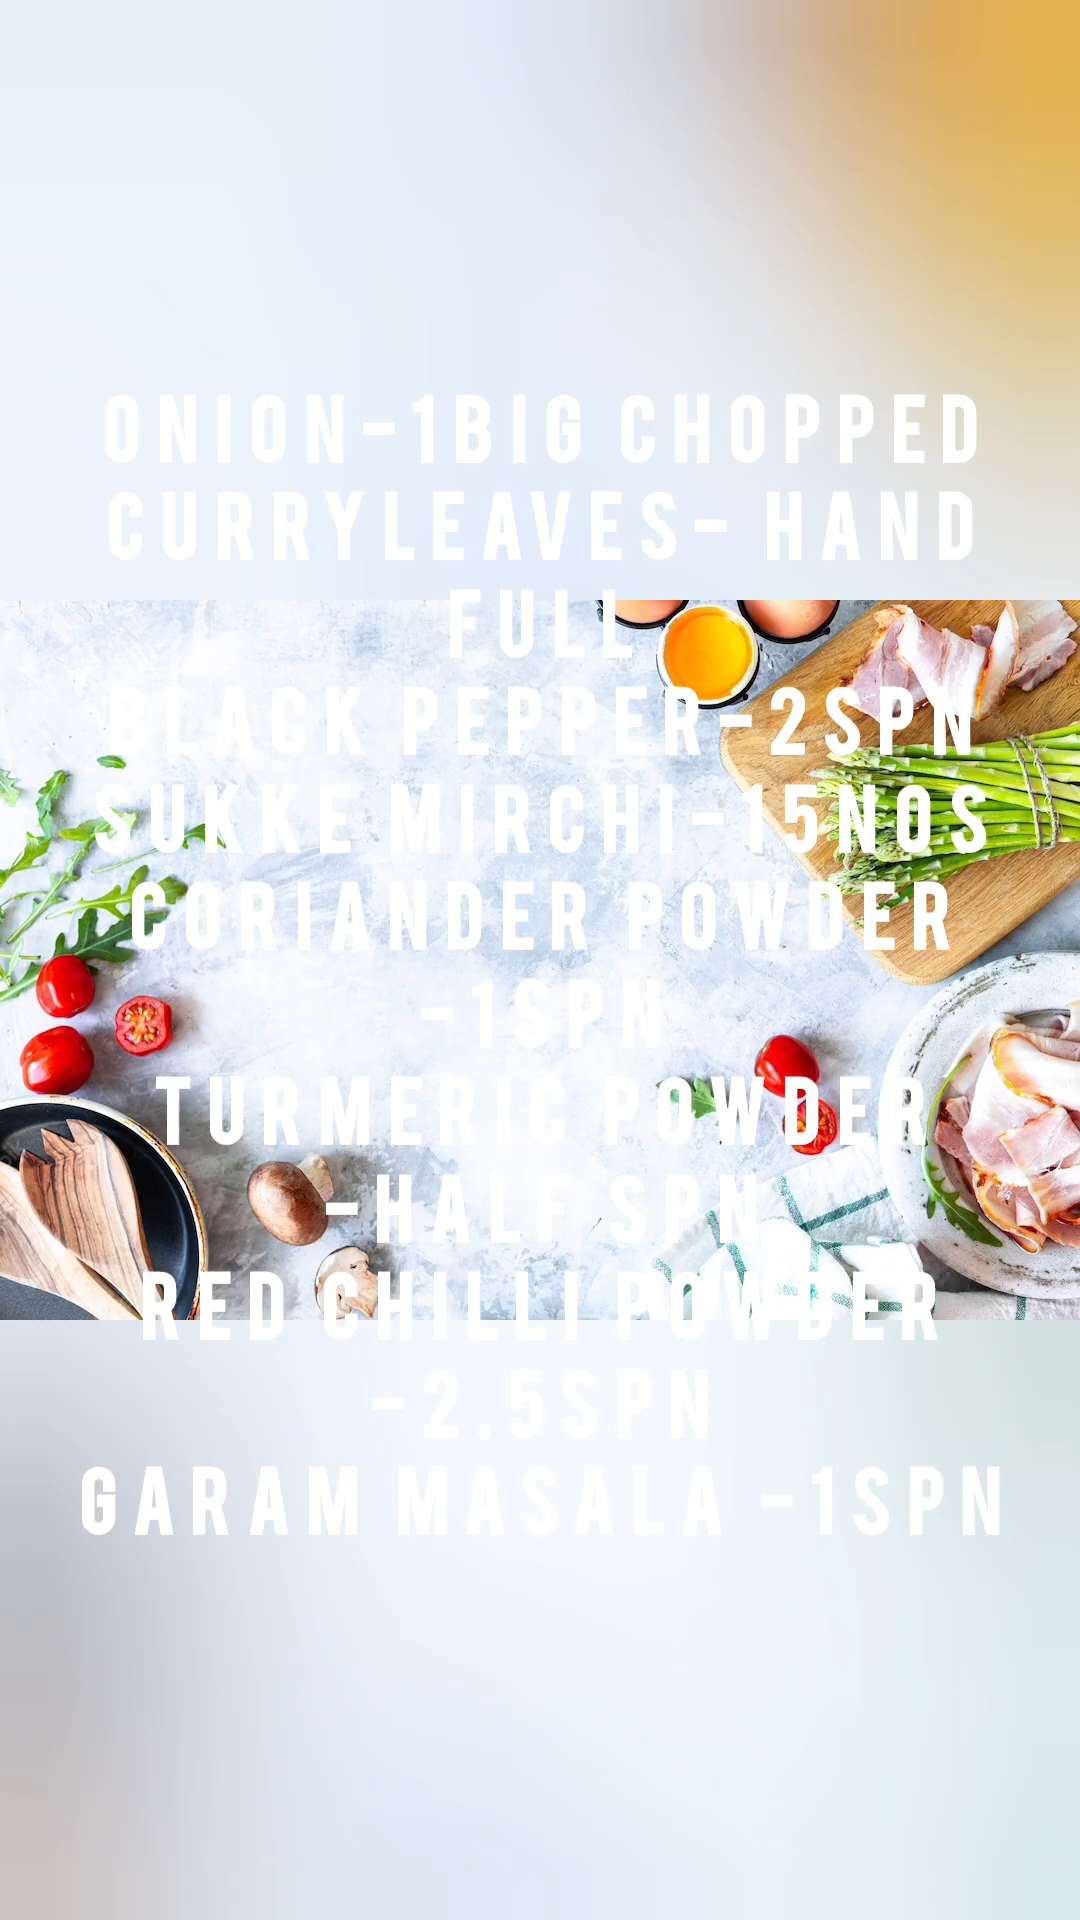 ONION-1BIG CHOPPED
CURRYLEAVES- HAND
FULL
BLACK PEPPER-2SPN
SUKKE MIRCHI-15NOS
CORIANDER POWDER
-1SPN
TURMERIC POWDER
-HALF SPN
RED CHILLI POWDER
-2.5SPN
GARAM MASALA -1SPN